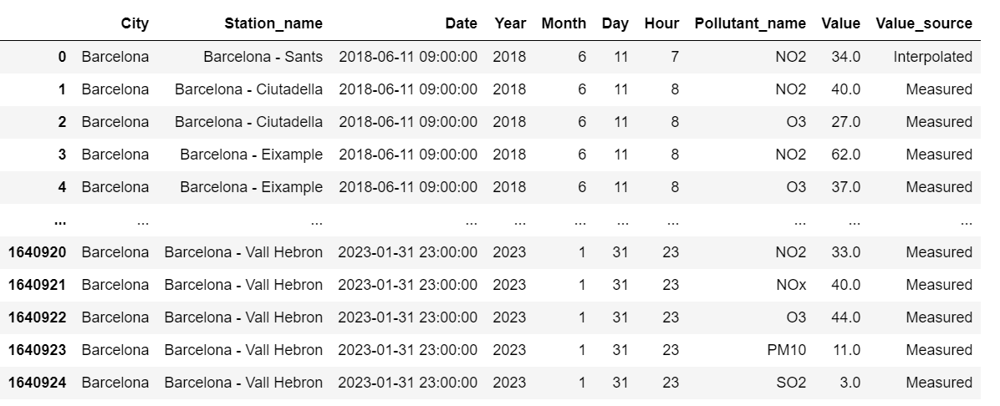 City Station_name Date Year Month Day Hour Pollutant_name Value Value_source
0 Barcelona Barcelona - Sants 2018-06-11 09:00:00 2018 6 11 7 NO2 34.0 Interpolated
1 Barcelona Barcelona - Ciutadella 2018-06-11 09:00:00 2018 6 11 8 NO2 40.0 Measured
2 Barcelona Barcelona - Ciutadella 2018-06-11 09:00:00 2018 6 11 8 O3 27.0 Measured
3 Barcelona Barcelona - Eixample 2018-06-11 09:00:00 2018 6 11 8 NO2 62.0 Measured
4 Barcelona Barcelona - Eixample 2018-06-11 09:00:00 2018 6 11 8 O3 37.0 Measured
... ... ... ... ... ... ... ... ... ... ...
1640920 Barcelona Barcelona - Vall Hebron 2023-01-31 23:00:00 2023 1 31 23 NO2 33.0 Measured
1640921 Barcelona Barcelona - Vall Hebron 2023-01-31 23:00:00 2023 1 31 23 NOx 40.0 Measured
1640922 Barcelona Barcelona - Vall Hebron 2023-01-31 23:00:00 2023 1 31 23 O3 44.0 Measured
1640923 Barcelona Barcelona - Vall Hebron 2023-01-31 23:00:00 2023 1 31 23 PM10 11.0 Measured
1640924 Barcelona Barcelona - Vall Hebron 2023-01-31 23:00:00 2023 1 31 23 SO2 3.0 Measured